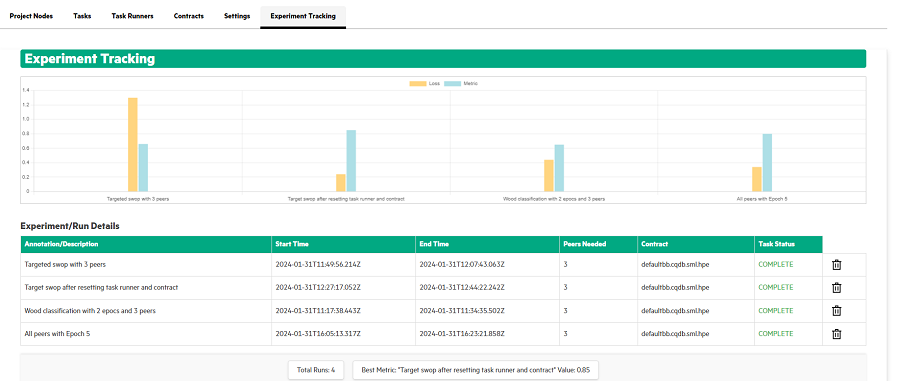 Project Nodes Tasks Task Runners Contracts Settings Experiment Tracking
Experiment Tracking
Loss Metric
1.4
1.2
1.0
0.8
0.6
0.4
0.2
0
Targeted swop with 3 peers Target swop after resetting task runner and contract Wood classification with 2 epocs and 3 peers All peers with Epoch 5
Experiment/Run Details
Annotation/Description Start Time End Time Peers Needed Contract Task Status
Targeted swop with 3 peers 2024-01-31T11:49:56.214Z 2024-01-31T12:07:43.063Z 3 defaultbb.cqdb.sml.hpe COMPLETE
Target swop after resetting task runner and contract 2024-01-31T12:27:17.052Z 2024-01-31T12:44:22.242Z 3 defaultbb.cqdb.sml.hpe COMPLETE
Wood classification with 2 epocs and 3 peers 2024-01-31T11:17:38.443Z 2024-01-31T11:34:35.502Z 3 defaultbb.cqdb.sml.hpe COMPLETE
All peers with Epoch 5 2024-01-31T16:05:13.317Z 2024-01-31T16:23:21.858Z 3 defaultbb.cqdb.sml.hpe COMPLETE
Total Runs: 4 Best Metric: "Target swop after resetting task runner and contract" Value: 0.85